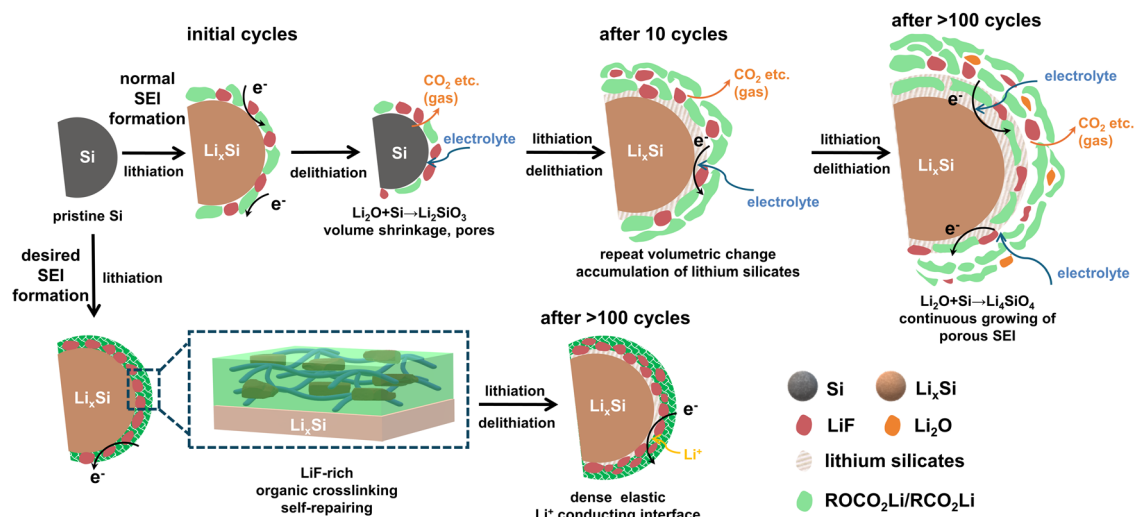 initial cycles
after 10 cycles
after >100 cycles
normal
SEI
formation
e⁻
CO₂ etc.
(gas)
CO₂ etc.
(gas)
electrolyte
e⁻
Si
lithiation
LiₓSi
delithiation
Si
electrolyte
lithiation
delithiation
LiₓSi
e⁻
electrolyte
lithiation
delithiation
LiₓSi
CO₂ etc.
(gas)
pristine Si
e⁻
Li₂O+Si→Li₂SiO₃
volume shrinkage, pores
repeat volumetric change
accumulation of lithium silicates
e⁻
electrolyte
Li₂O+Si→Li₄SiO₄
continuous growing of
porous SEI
desired
SEI
formation
lithiation
after >100 cycles
LiₓSi
LiₓSi
lithiation
delithiation
LiₓSi
e⁻
Li⁺
e⁻
LiF-rich
organic crosslinking
self-repairing
dense elastic
Li⁺ conducting interface
Si
LiₓSi
LiF
Li₂O
lithium silicates
ROCO₂Li/RCO₂Li